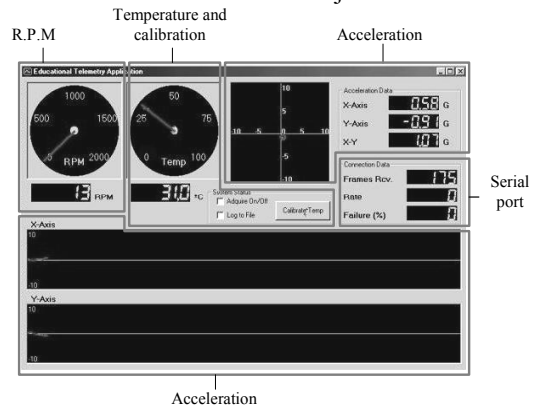 Temperature and
calibration
R.P.M
Acceleration
Educational Telemetry Application
1000
500
1500
0
2000
RPM
13 RPM
50
25
75
0
100
Temp
31.0 °C
System Status
Adquire On/Off
Log to File
Calibrate Temp
10
5
10 -5 5 10
-5
-10
Acceleration Data
X-Axis 0.58 G
Y-Axis -0.91 G
X-Y 1.07 G
Connection Data
Frames Rcv. 175
Rate 0
Failure (%) 0
Serial
port
X-Axis
10
-10
Y-Axis
10
-10
Acceleration